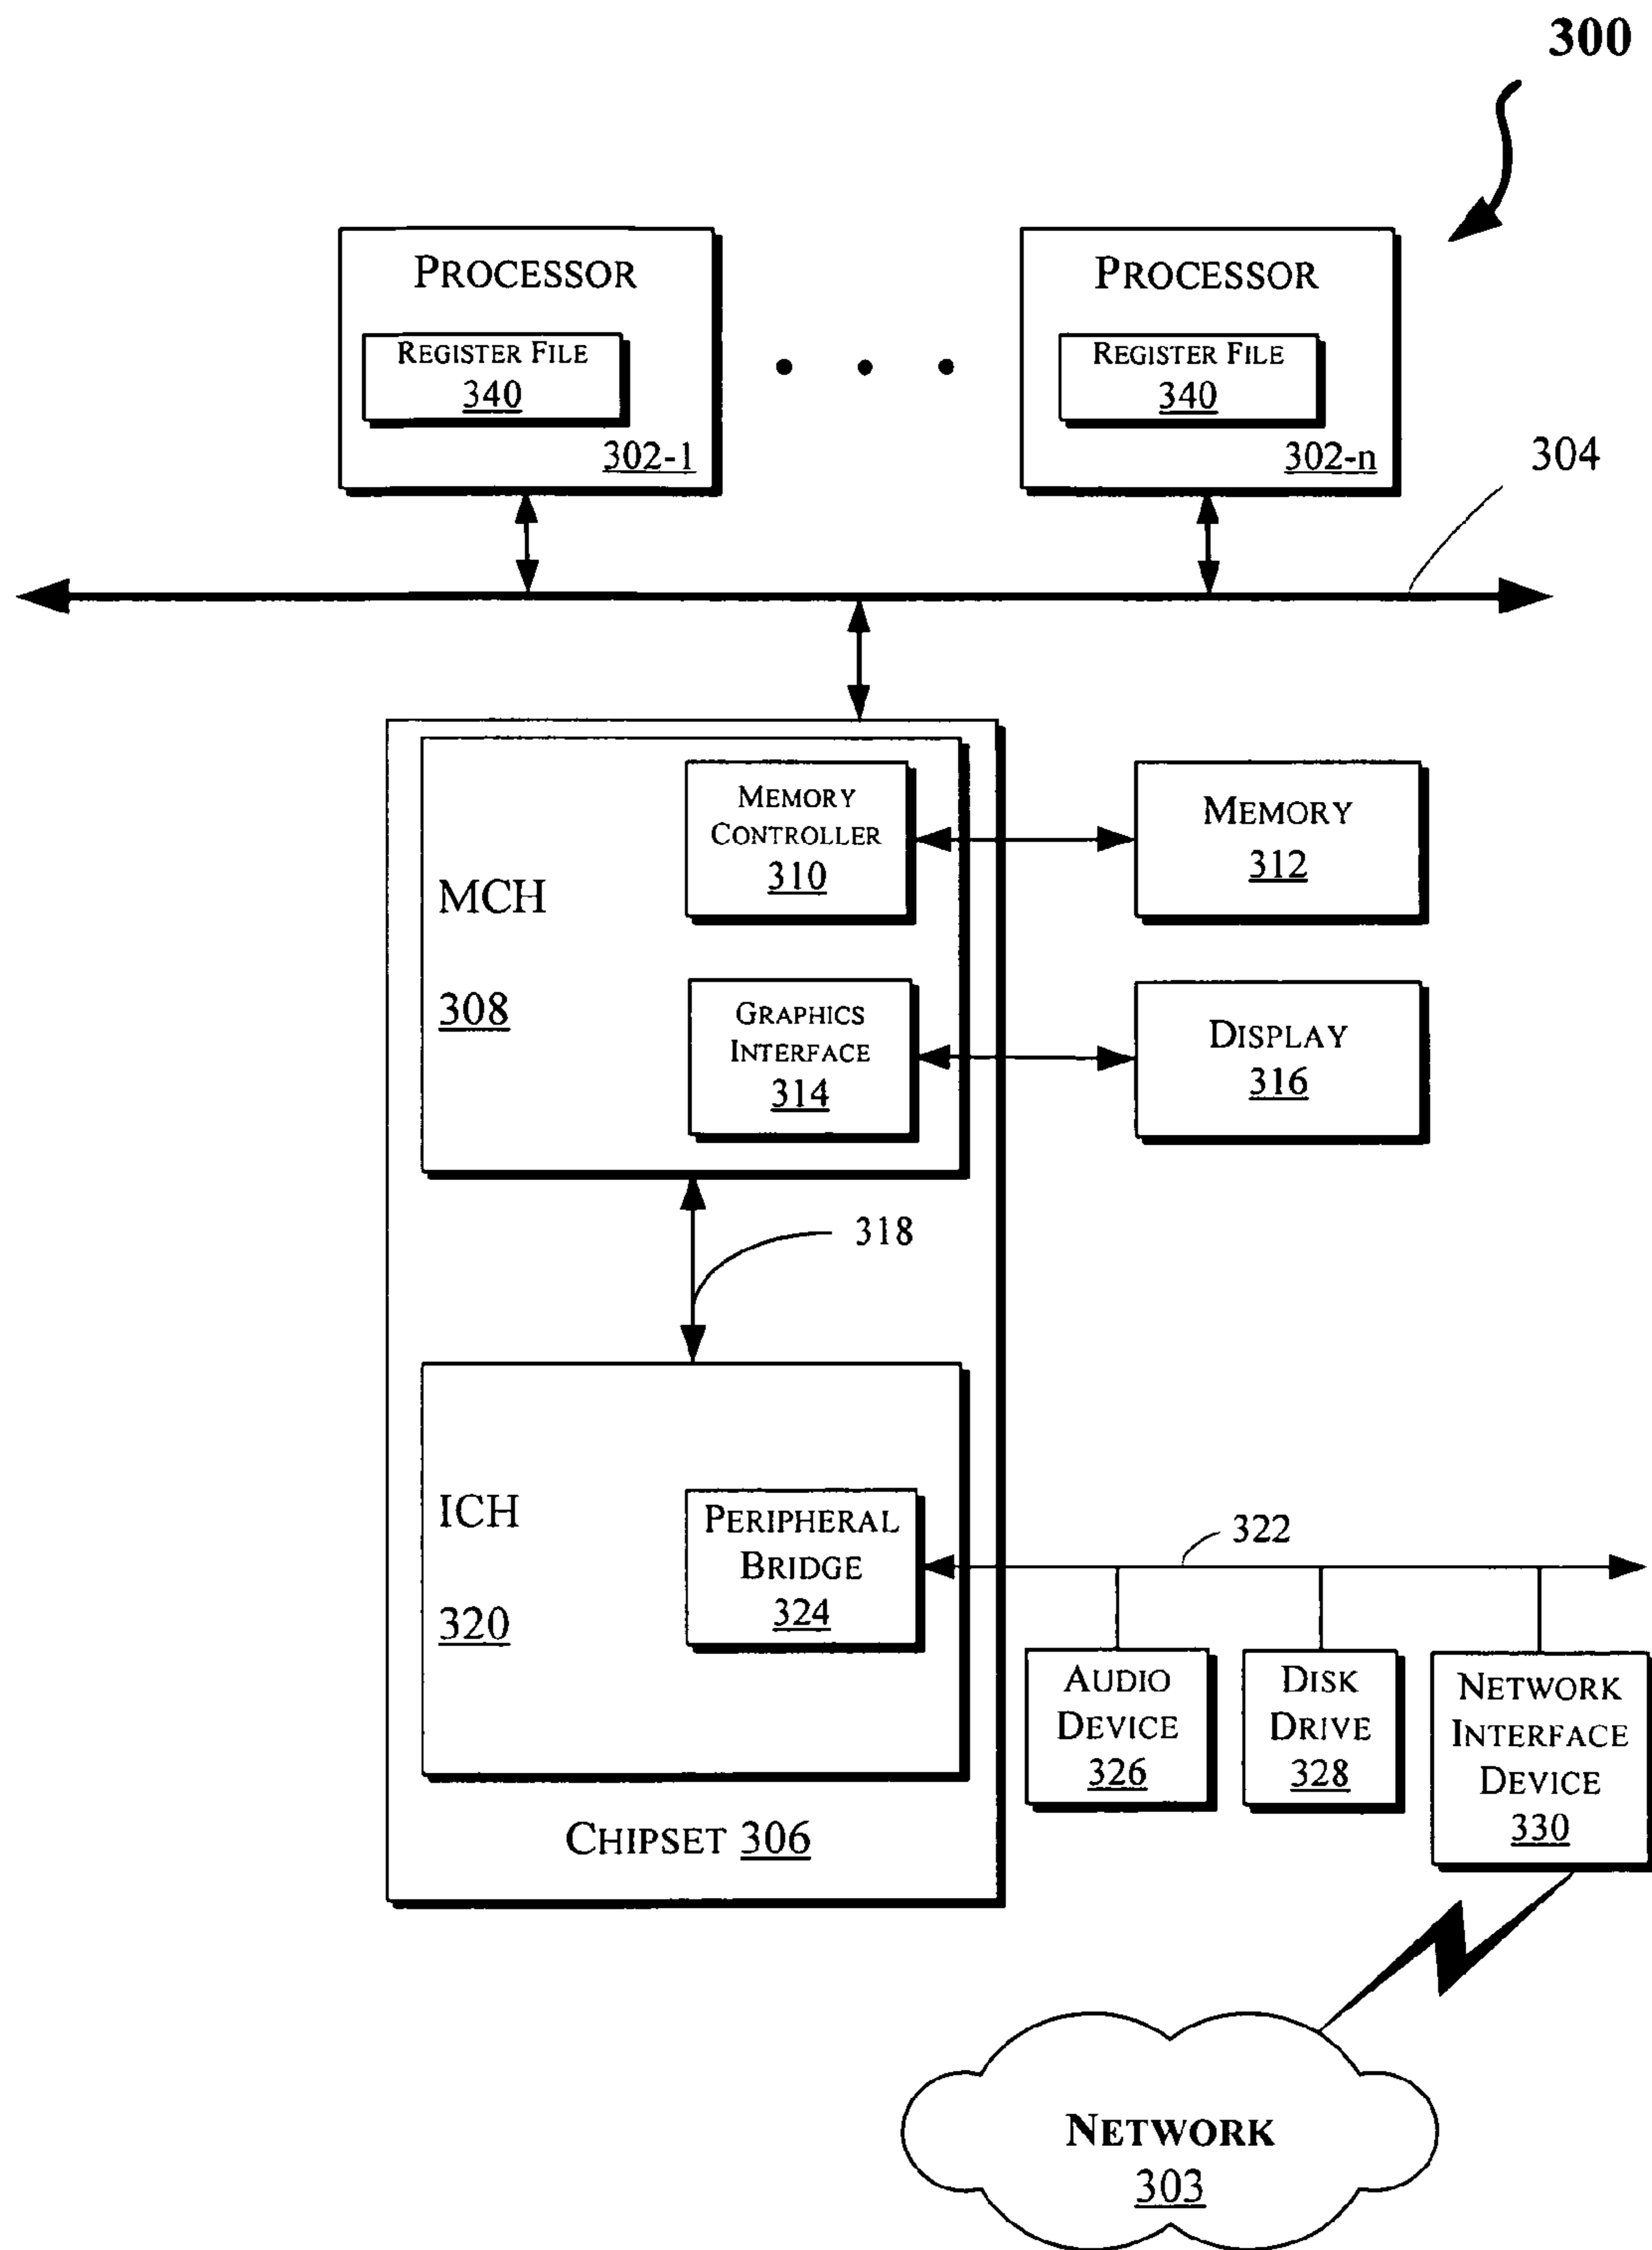 300
PROCESSOR
REGISTER FILE
340
302-1
PROCESSOR
REGISTER FILE
340
302-n
304
MCH
308
MEMORY
CONTROLLER
310
MEMORY
312
GRAPHICS
INTERFACE
314
DISPLAY
316
318
ICH
320
PERIPHERAL
BRIDGE
324
322
AUDIO
DEVICE
326
DISK
DRIVE
328
NETWORK
INTERFACE
DEVICE
330
CHIPSET 306
NETWORK
303